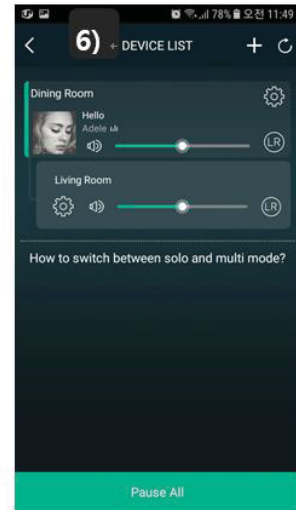 78% 오전 11:49
6) ← DEVICE LIST
Dining Room
Hello
Adele
LR
Living Room
LR
How to switch between solo and multi mode?
Pause All